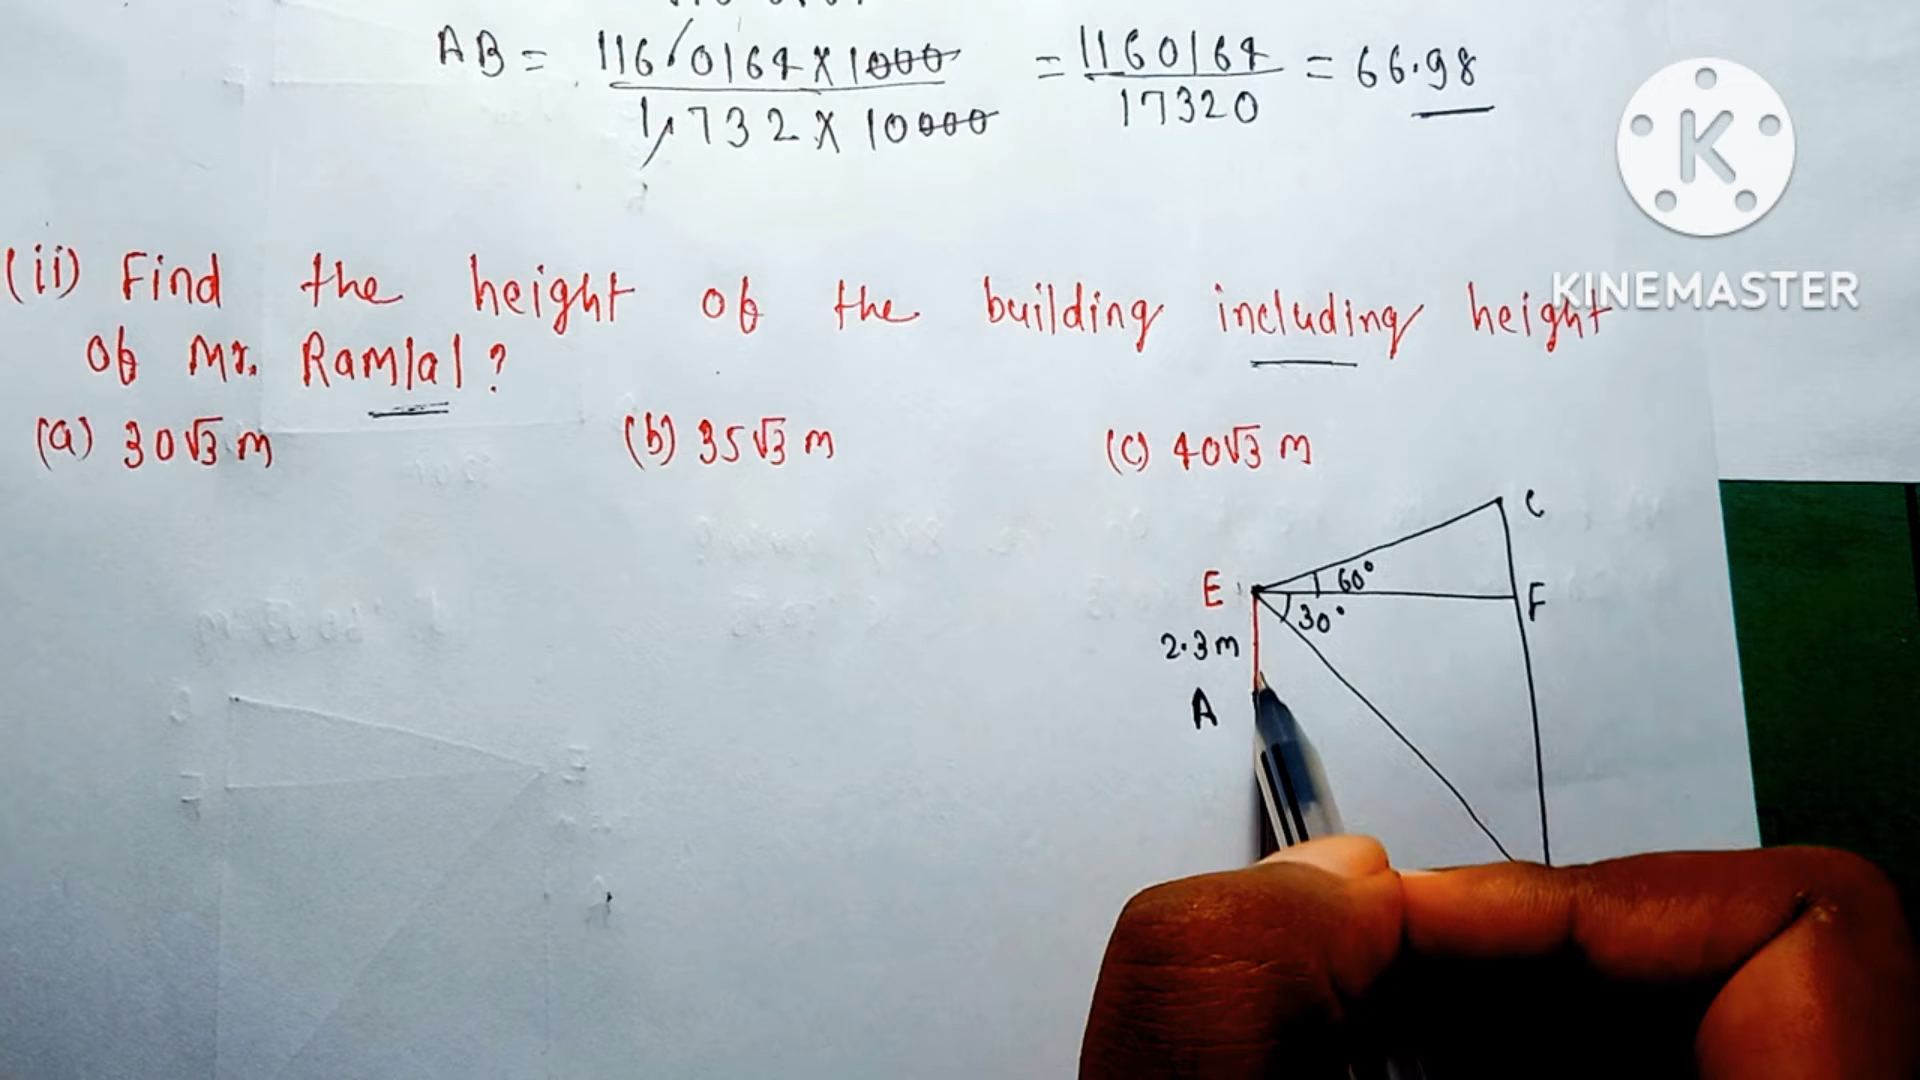 AB = 116.0164 X 1000 / 1.732 X 10000 = 1160164 / 17320 = 66.98
K
KINEMASTER
(ii) Find the height of the building including height
of Mr. Ramlal?
(a) 30√3 m (b) 35√3 m (c) 40√3 m
C
E 60° F
30°
2.3m
A